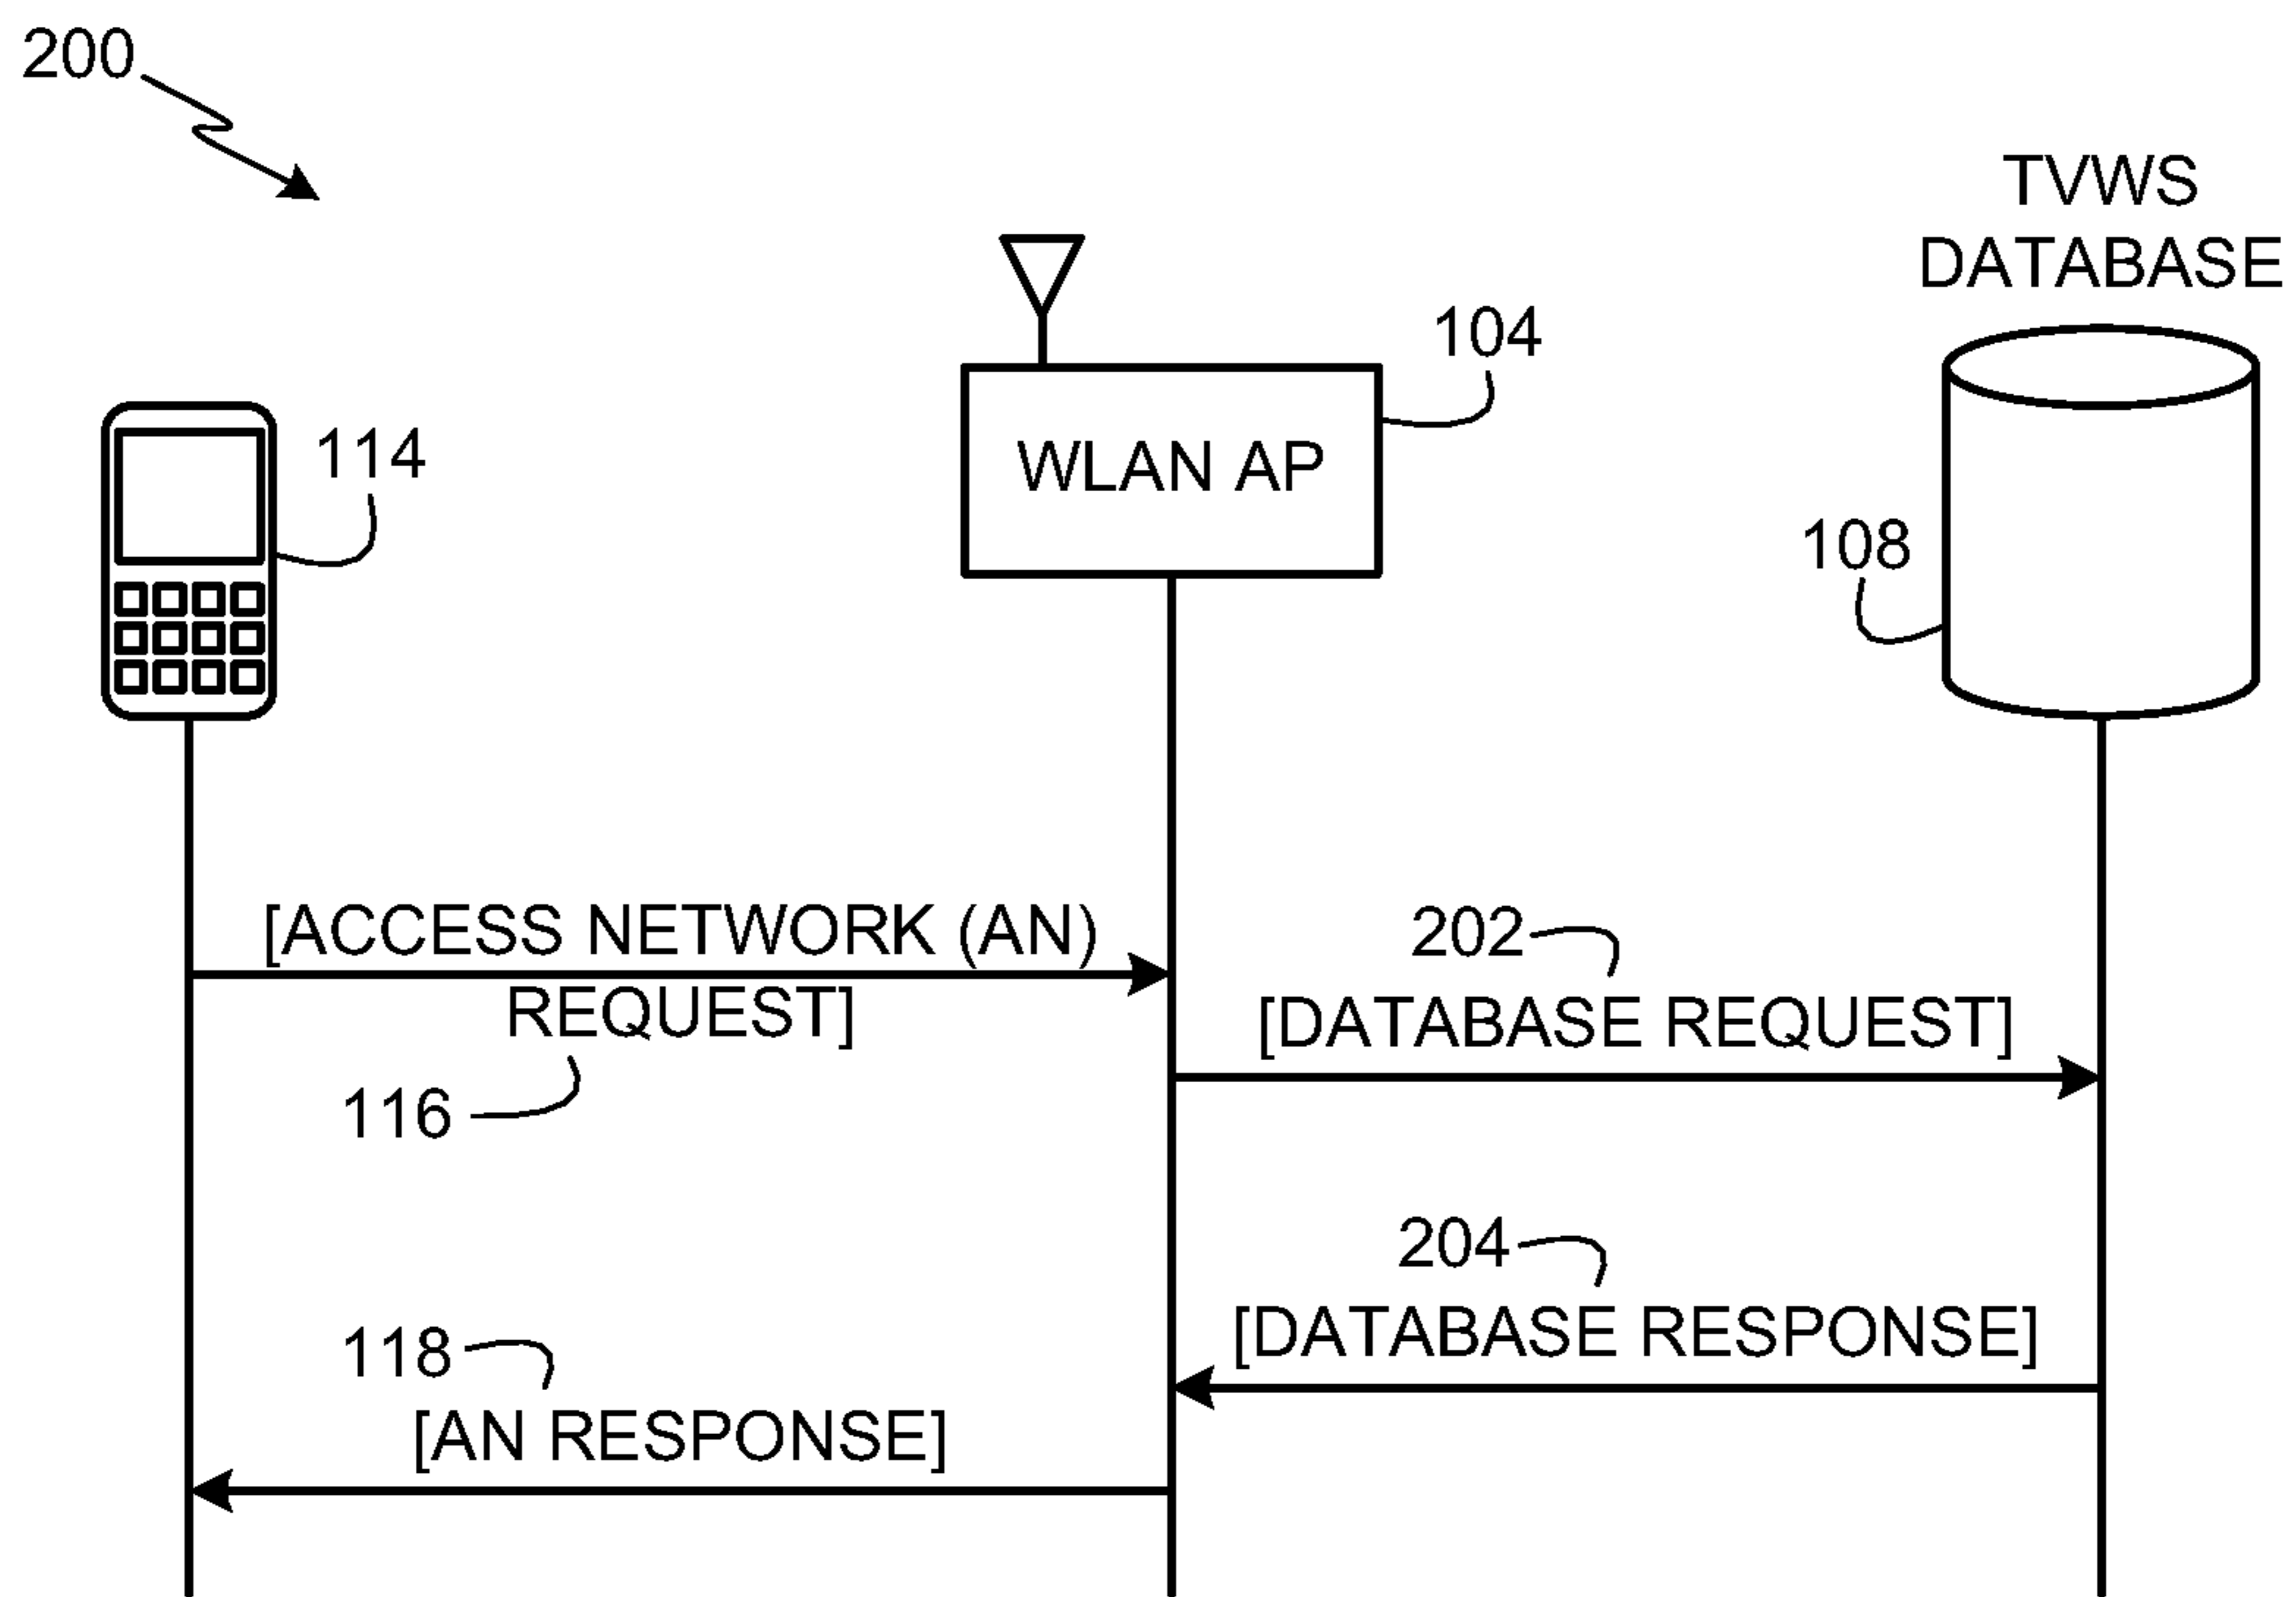 200
TVWS
DATABASE
104
WLAN AP
114
108
[ACCESS NETWORK (AN)
REQUEST]
116
202
[DATABASE REQUEST]
204
[DATABASE RESPONSE]
118
[AN RESPONSE]